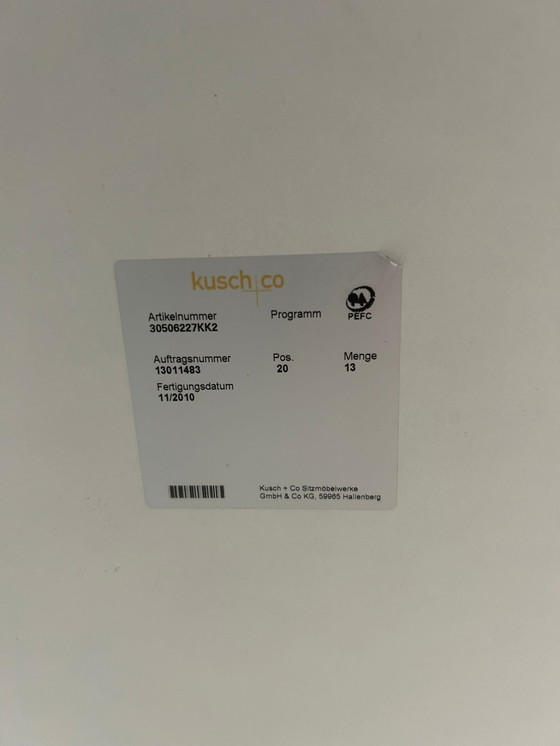 kusch+co
Artikelnummer
30506227KK2
Programm
PEFC
Auftragsnummer
13011483
Pos.
20
Menge
13
Fertigungsdatum
11/2010
Kusch + Co Sitzmöbelwerke
GmbH & Co KG, 59965 Hallenberg